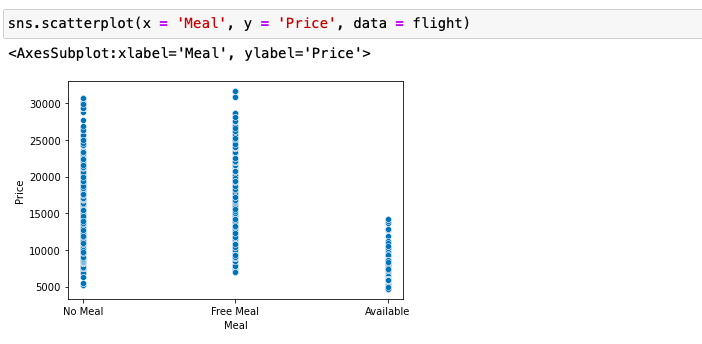 sns.scatterplot(x = 'Meal', y = 'Price', data = flight)
<AxesSubplot:xlabel='Meal', ylabel='Price'>
30000
25000
20000
15000
10000
5000
Price
No Meal Free Meal Available
Meal